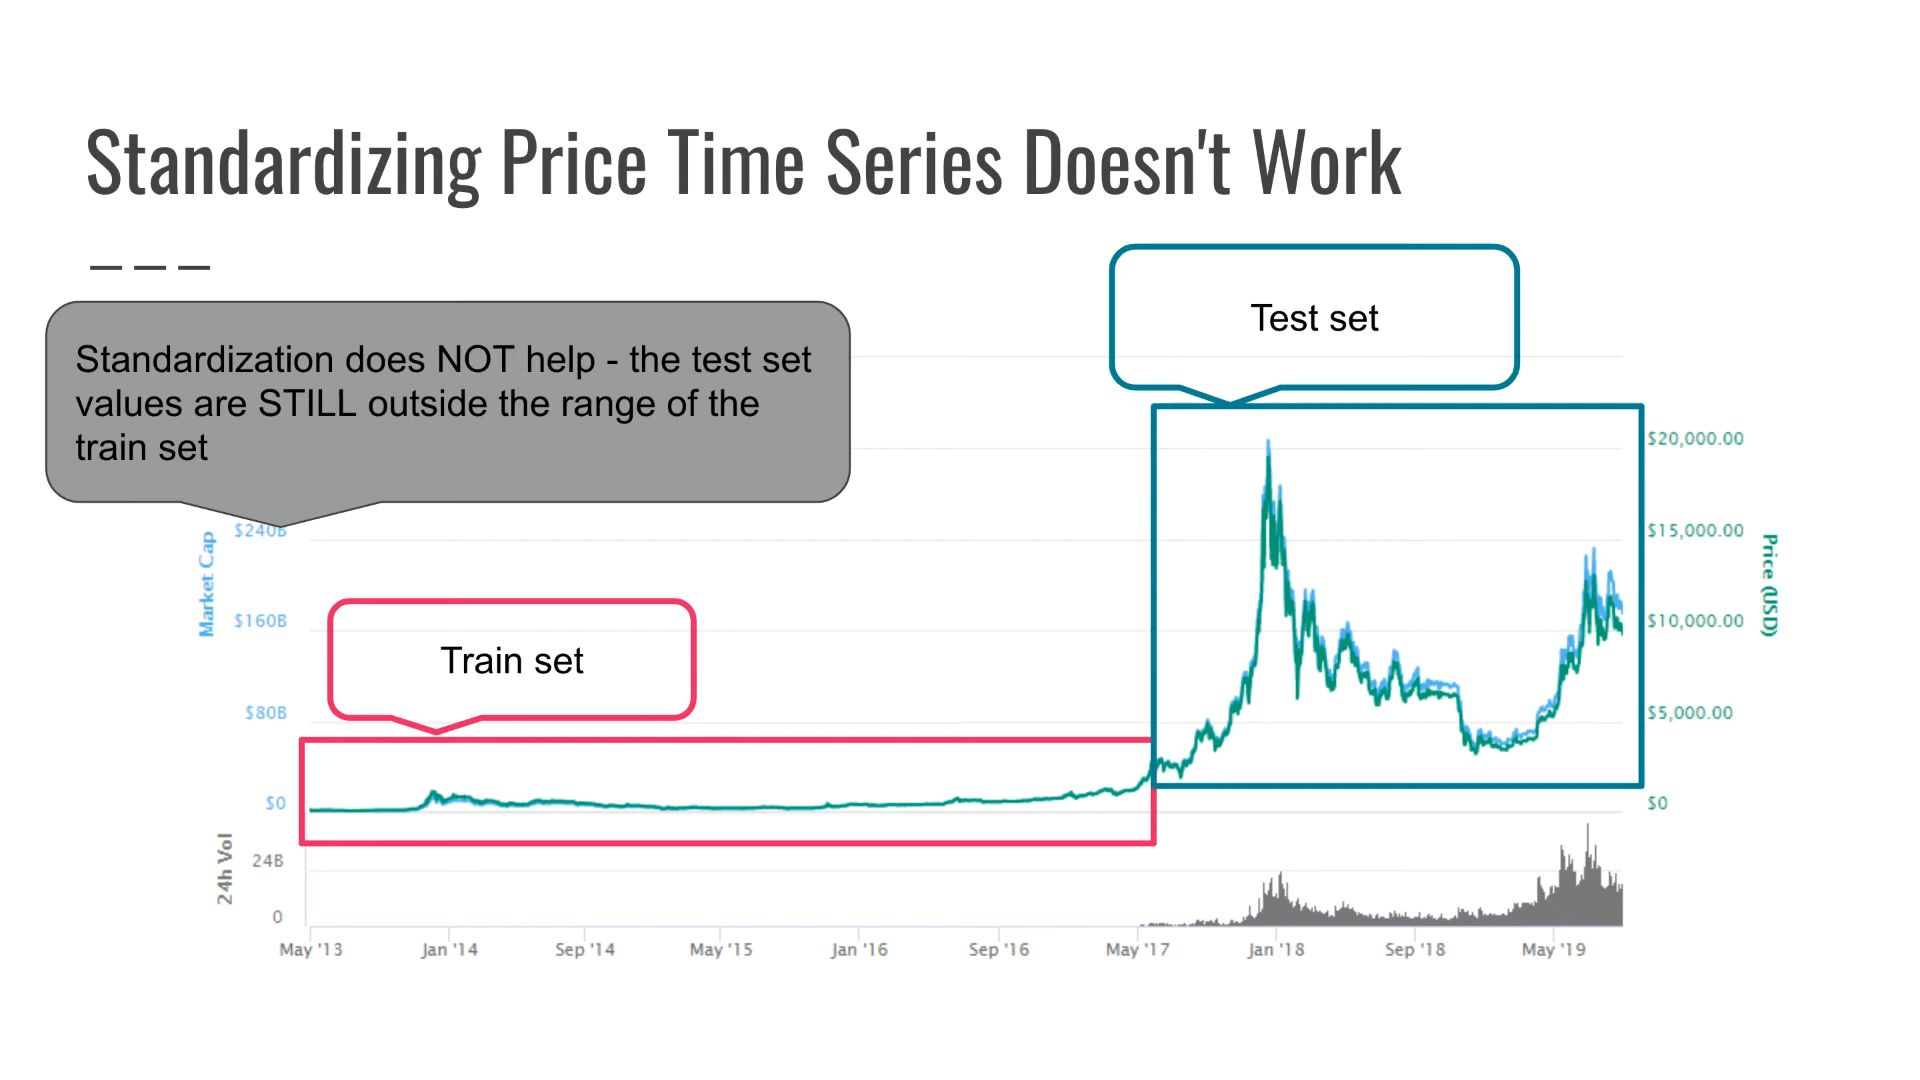 Standardizing Price Time Series Doesn't Work
Test set
Standardization does NOT help - the test set
values are STILL outside the range of the
train set
$20,000.00
$240B
$15,000.00
Market Cap
Price (USD)
$160B
$10,000.00
Train set
$80B
$5,000.00
$0
$0
24h Vol
24B
0
May '13
Jan '14
Sep '14
May '15
Jan '16
Sep '16
May '17
Jan '18
Sep '18
May '19